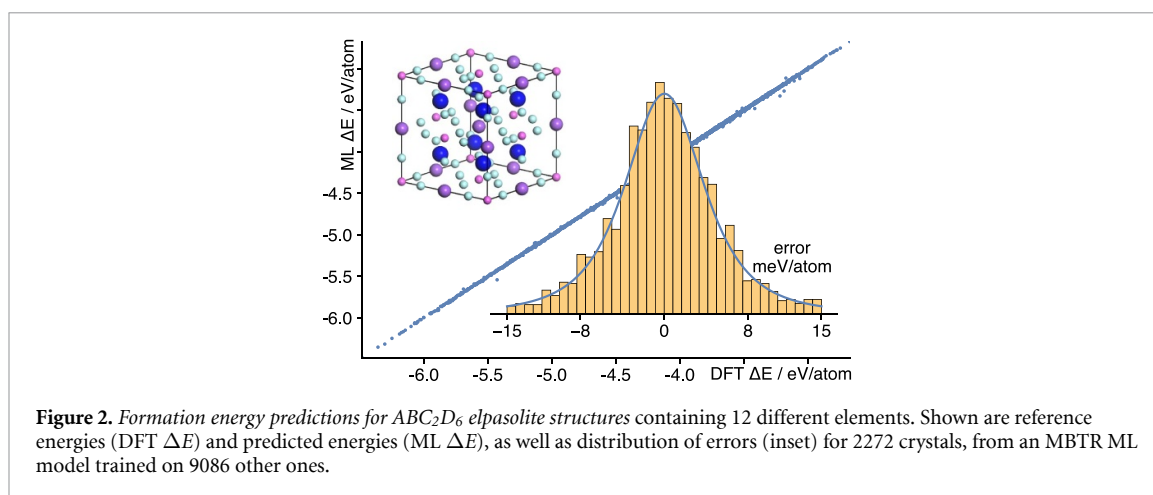 ML ΔE / eV/atom
-4.5
-5.0
-5.5
-6.0
error
meV/atom
−15 −8 0 8 15
-6.0 -5.5 -5.0 -4.5 -4.0 DFT ΔE / eV/atom
Figure 2. Formation energy predictions for ABC₂D₆ elpasolite structures containing 12 different elements. Shown are reference
energies (DFT ΔE) and predicted energies (ML ΔE), as well as distribution of errors (inset) for 2272 crystals, from an MBTR ML
model trained on 9086 other ones.